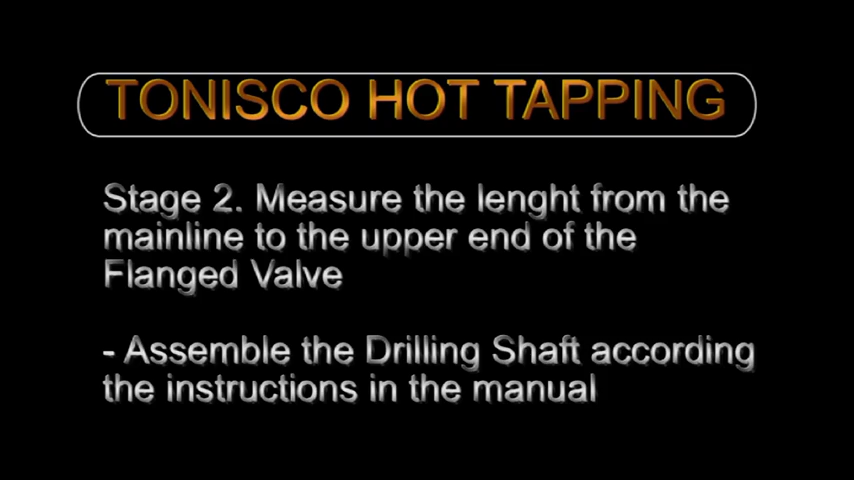 TONISCO HOT TAPPING
Stage 2. Measure the lenght from the
mainline to the upper end of the
Flanged Valve
- Assemble the Drilling Shaft according
the instructions in the manual